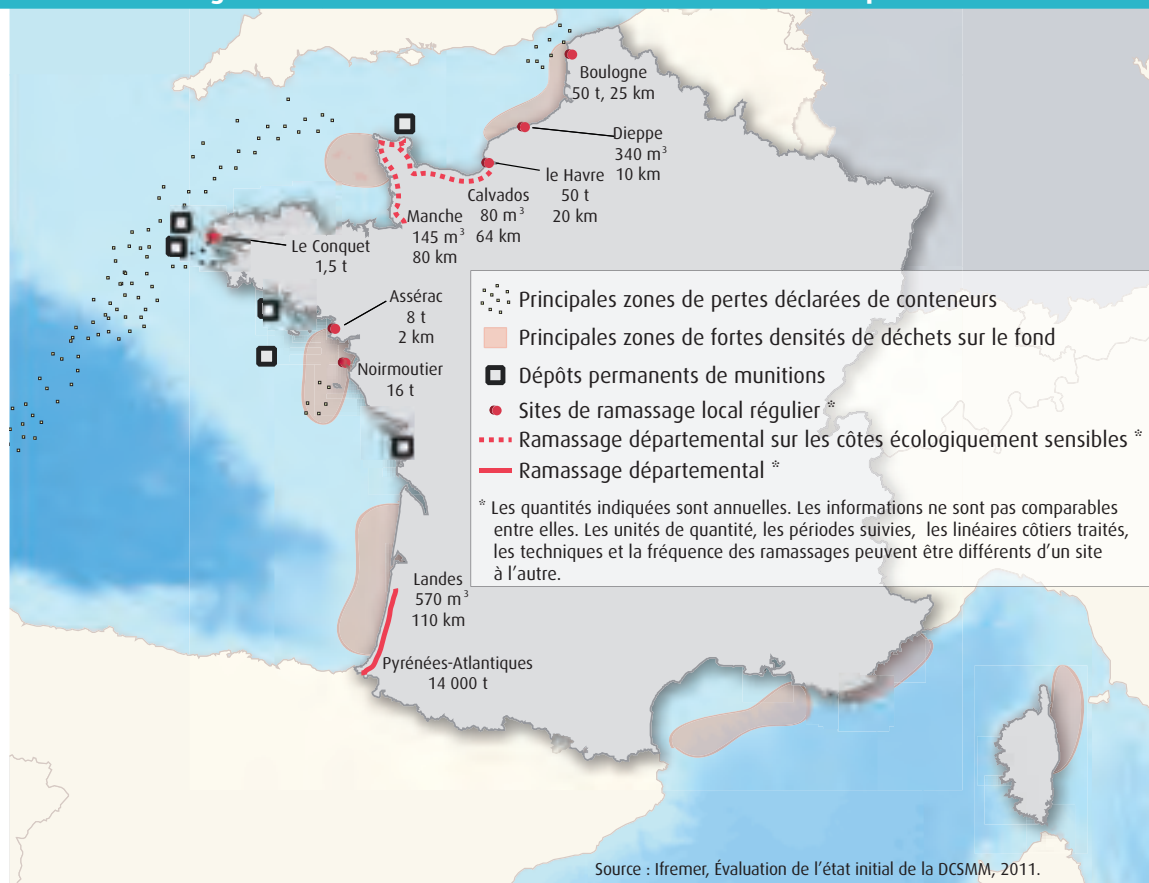 Boulogne
50 t, 25 km
Dieppe
340 m³
10 km
le Havre
50 t
20 km
Calvados
80 m³
64 km
Manche
145 m³
80 km
Le Conquet
1,5 t
Assérac
8 t
2 km
Noirmoutier
16 t
Landes
570 m³
110 km
Pyrénées-Atlantiques
14 000 t
Principales zones de pertes déclarées de conteneurs
Principales zones de fortes densités de déchets sur le fond
Dépôts permanents de munitions
Sites de ramassage local régulier *
Ramassage départemental sur les côtes écologiquement sensibles *
Ramassage départemental *
* Les quantités indiquées sont annuelles. Les informations ne sont pas comparables
entre elles. Les unités de quantité, les périodes suivies, les linéaires côtiers traités,
les techniques et la fréquence des ramassages peuvent être différents d'un site
à l'autre.
Source : Ifremer, Évaluation de l'état initial de la DCSMM, 2011.